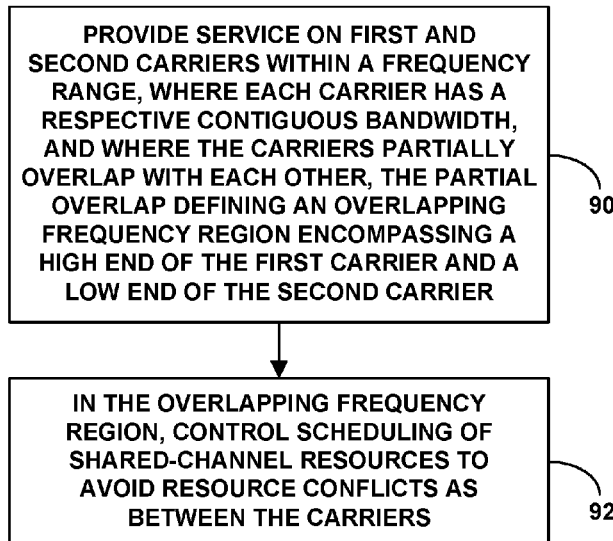 PROVIDE SERVICE ON FIRST AND
SECOND CARRIERS WITHIN A FREQUENCY
RANGE, WHERE EACH CARRIER HAS A
RESPECTIVE CONTIGUOUS BANDWIDTH,
AND WHERE THE CARRIERS PARTIALLY
OVERLAP WITH EACH OTHER, THE PARTIAL
OVERLAP DEFINING AN OVERLAPPING
FREQUENCY REGION ENCOMPASSING A
HIGH END OF THE FIRST CARRIER AND A
LOW END OF THE SECOND CARRIER
90
IN THE OVERLAPPING FREQUENCY
REGION, CONTROL SCHEDULING OF
SHARED-CHANNEL RESOURCES TO
AVOID RESOURCE CONFLICTS AS
BETWEEN THE CARRIERS
92